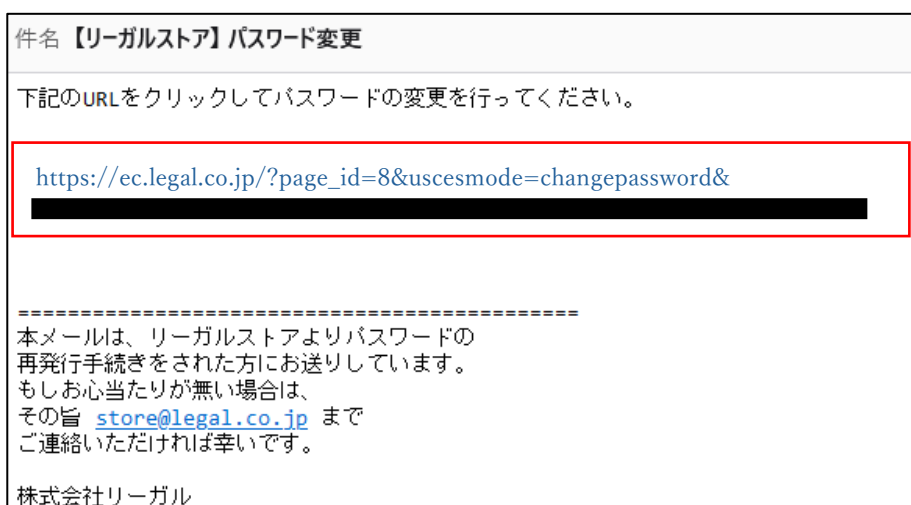 件名 【リーガルストア】パスワード変更
下記のURLをクリックしてパスワードの変更を行ってください。
https://ec.legal.co.jp/?page_id=8&uscesmode=changepassword&
=============================================
本メールは、リーガルストアよりパスワードの
再発行手続きをされた方にお送りしています。
もしお心当たりが無い場合は、
その旨 store@legal.co.jp まで
ご連絡いただければ幸いです。
株式会社リーガル